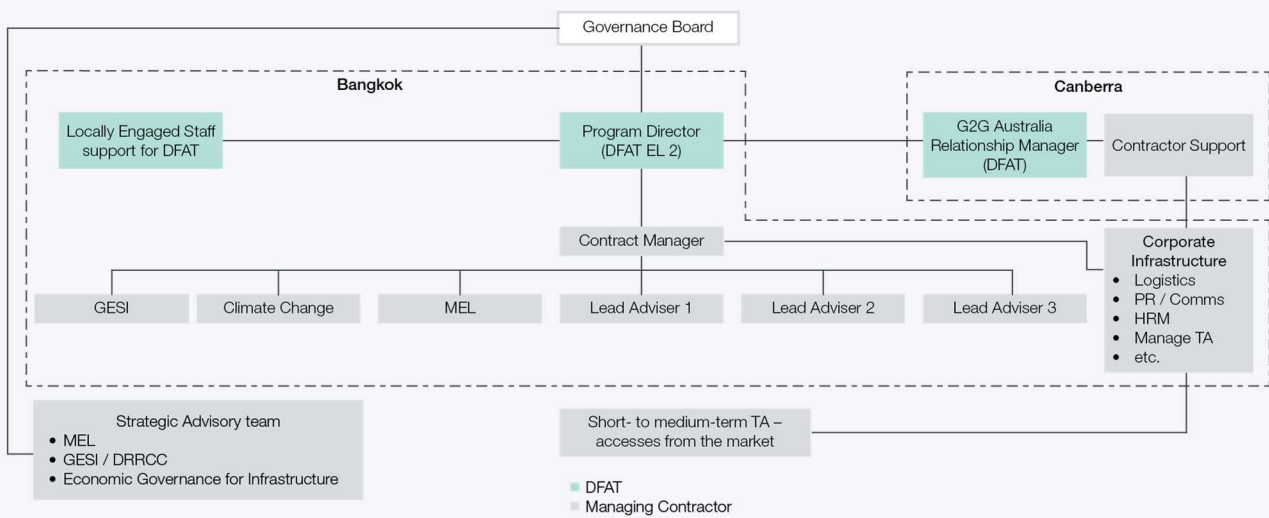 Governance Board
Bangkok
Canberra
Locally Engaged Staff
support for DFAT
Program Director
(DFAT EL 2)
G2G Australia
Relationship Manager
(DFAT)
Contractor Support
Contract Manager
Corporate
Infrastructure
• Logistics
• PR / Comms
• HRM
• Manage TA
• etc.
GESI
Climate Change
MEL
Lead Adviser 1
Lead Adviser 2
Lead Adviser 3
Strategic Advisory team
• MEL
• GESI / DRRCC
• Economic Governance for Infrastructure
Short- to medium-term TA –
accesses from the market
DFAT
Managing Contractor